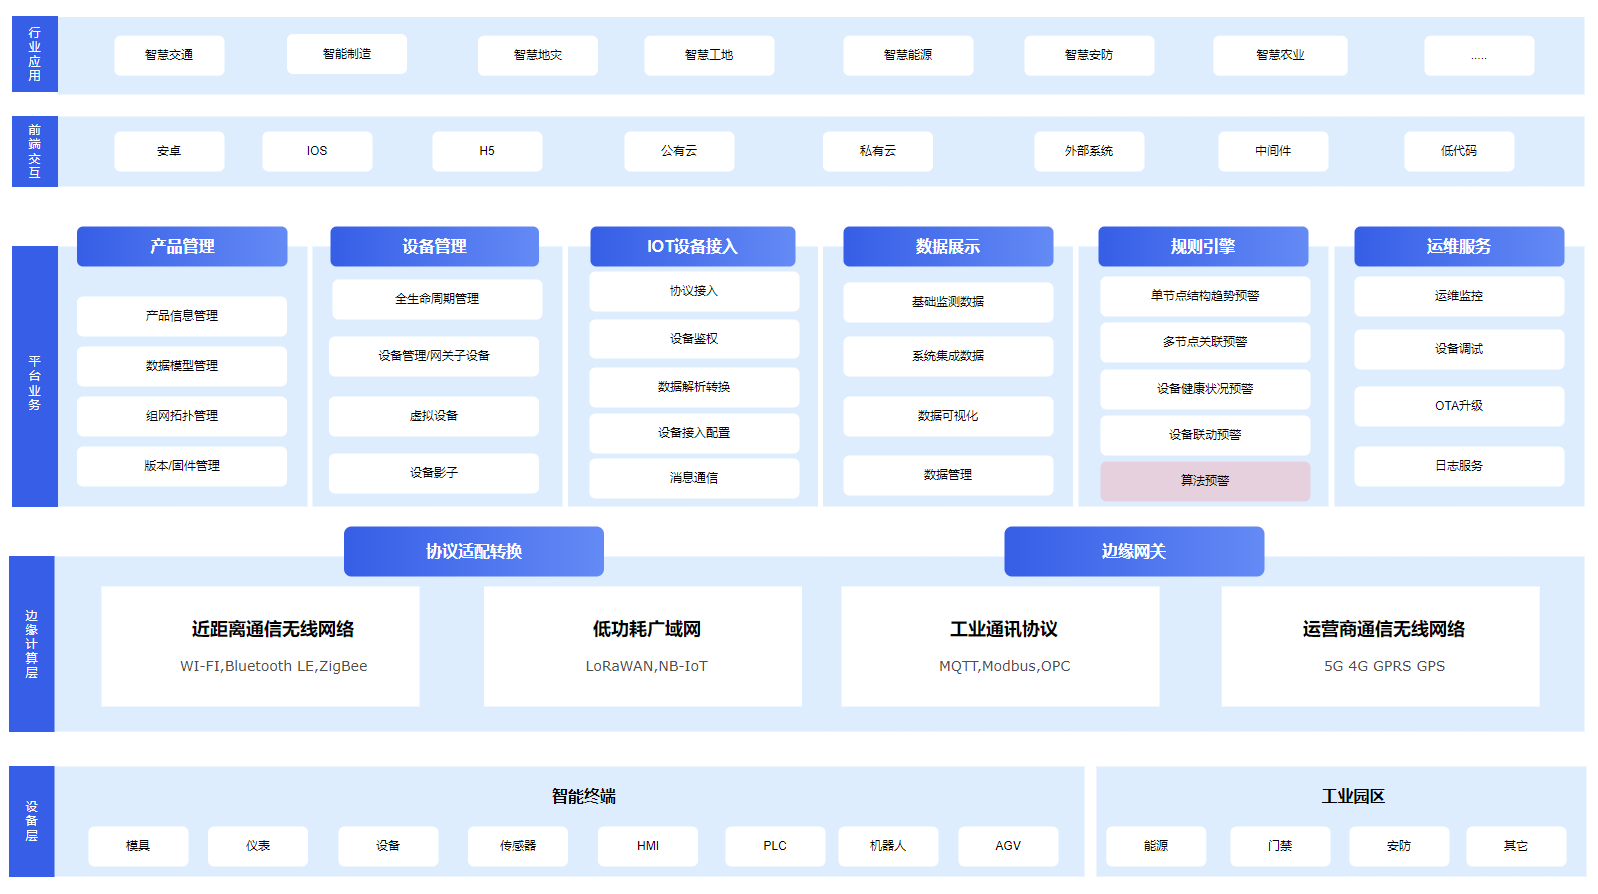 行业应用
智慧交通
智能制造
智慧地灾
智慧工地
智慧能源
智慧安防
智慧农业
.....
前端交互
安卓
IOS
H5
公有云
私有云
外部系统
中间件
低代码
平台业务
产品管理
产品信息管理
数据模型管理
组网拓扑管理
版本/固件管理
设备管理
全生命周期管理
设备管理/网关子设备
虚拟设备
设备影子
IOT设备接入
协议接入
设备鉴权
数据解析转换
设备接入配置
消息通信
数据展示
基础监测数据
系统集成数据
数据可视化
数据管理
规则引擎
单节点结构趋势预警
多节点关联预警
设备健康状况预警
设备联动预警
算法预警
运维服务
运维监控
设备调试
OTA升级
日志服务
边缘计算层
协议适配转换
边缘网关
近距离通信无线网络
WI-FI,Bluetooth LE,ZigBee
低功耗广域网
LoRaWAN,NB-IoT
工业通讯协议
MQTT,Modbus,OPC
运营商通信无线网络
5G 4G GPRS GPS
设备层
智能终端
模具
仪表
设备
传感器
HMI
PLC
机器人
AGV
工业园区
能源
门禁
安防
其它